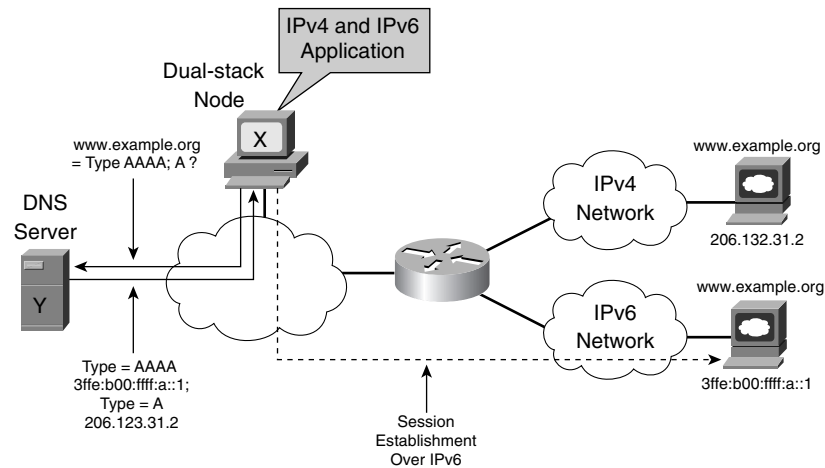 IPv4 and IPv6
Application
Dual-stack
Node
X
www.example.org
= Type AAAA; A ?
DNS
Server
Y
Type = AAAA
3ffe:b00:ffff:a::1;
Type = A
206.123.31.2
IPv4
Network
www.example.org
206.132.31.2
IPv6
Network
www.example.org
3ffe:b00:ffff:a::1
Session
Establishment
Over IPv6